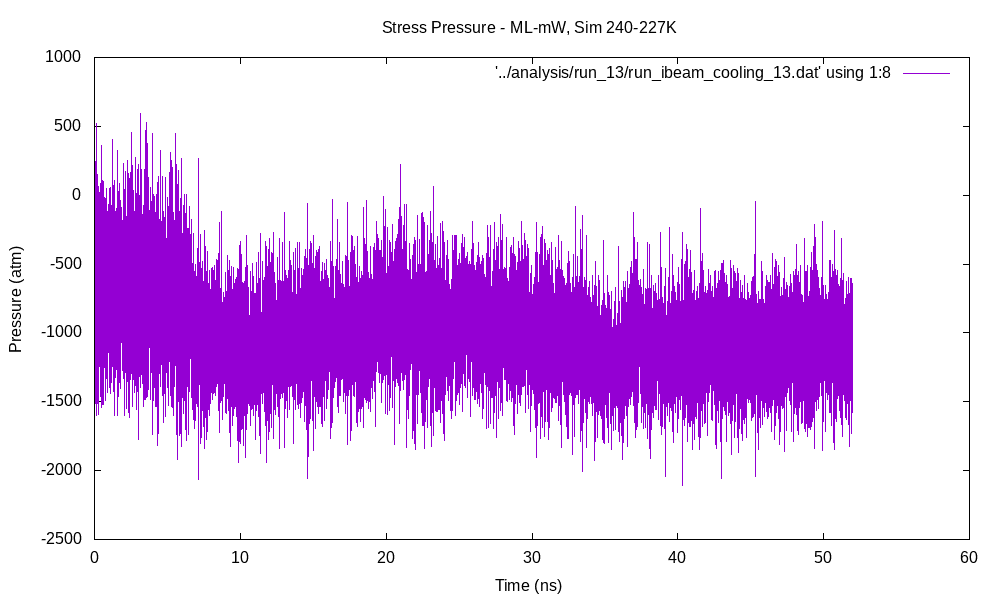 Stress Pressure - ML-mW, Sim 240-227K
'../analysis/run_13/run_ibeam_cooling_13.dat' using 1:8
1000
500
0
-500
-1000
-1500
-2000
-2500
Pressure (atm)
0 10 20 30 40 50 60
Time (ns)